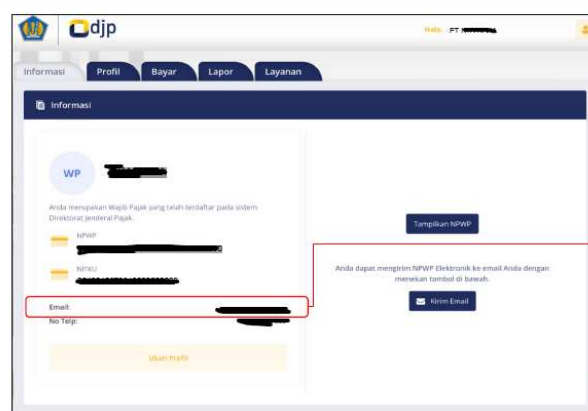 djp
Halo, PT
Informasi Profil Bayar Lapor Layanan
Informasi
WP
Anda merupakan Wajib Pajak yang telah terdaftar pada sistem
Direktorat Jenderal Pajak.
NPWP
NITKU
Email:
No Telp:
Ubah Profil
Tampilkan NPWP
Anda dapat mengirim NPWP Elektronik ke email Anda dengan
menekan tombol di bawah.
Kirim Email